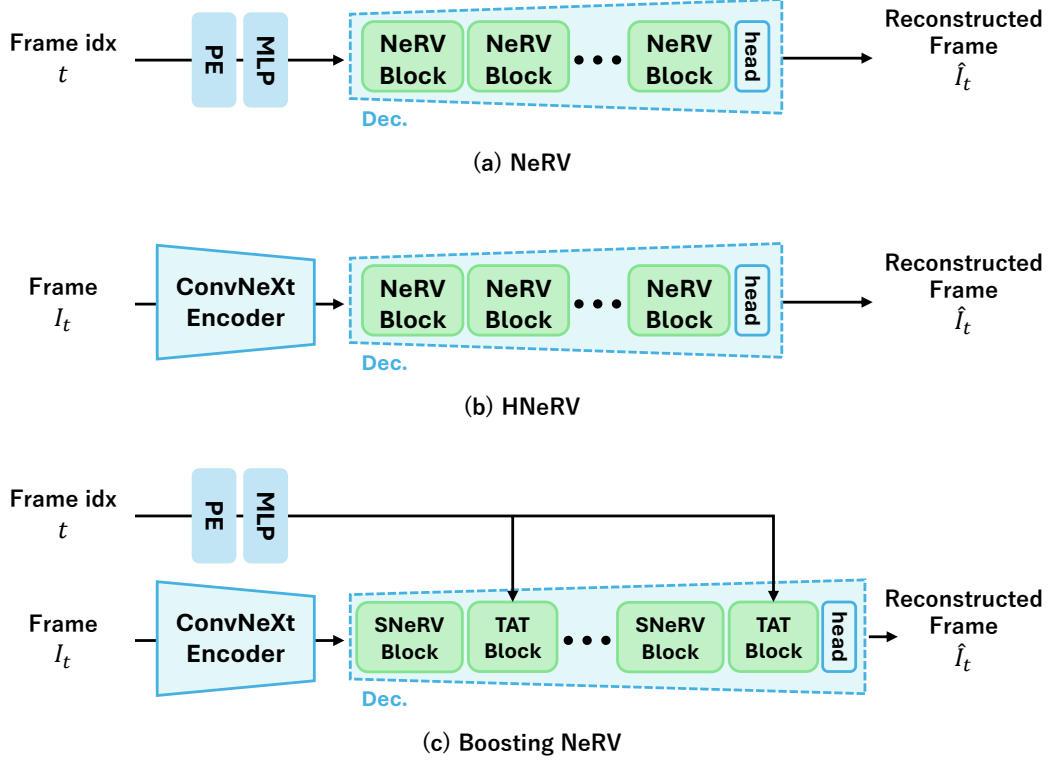 Frame idx
t
PE
MLP
NeRV
Block
NeRV
Block
NeRV
Block
head
Dec.
Reconstructed
Frame
Î_t
(a) NeRV
Frame
I_t
ConvNeXt
Encoder
NeRV
Block
NeRV
Block
NeRV
Block
head
Dec.
Reconstructed
Frame
Î_t
(b) HNeRV
Frame idx
t
PE
MLP
Frame
I_t
ConvNeXt
Encoder
SNeRV
Block
TAT
Block
SNeRV
Block
TAT
Block
head
Dec.
Reconstructed
Frame
Î_t
(c) Boosting NeRV